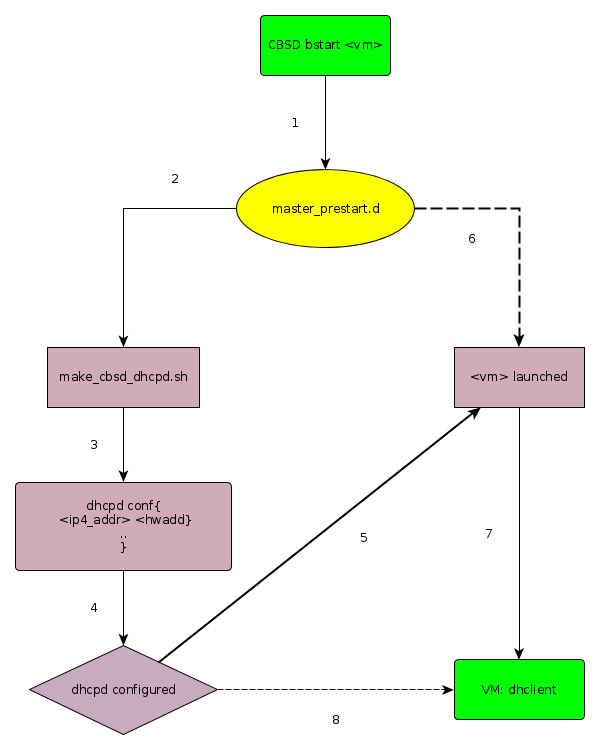 CBSD bstart <vm>
1
2
master_prestart.d
6
make_cbsd_dhcpd.sh
<vm> launched
3
dhcpd conf{
<ip4_addr> <hwadd}
..
}
5
7
4
dhcpd configured
VM: dhclient
8